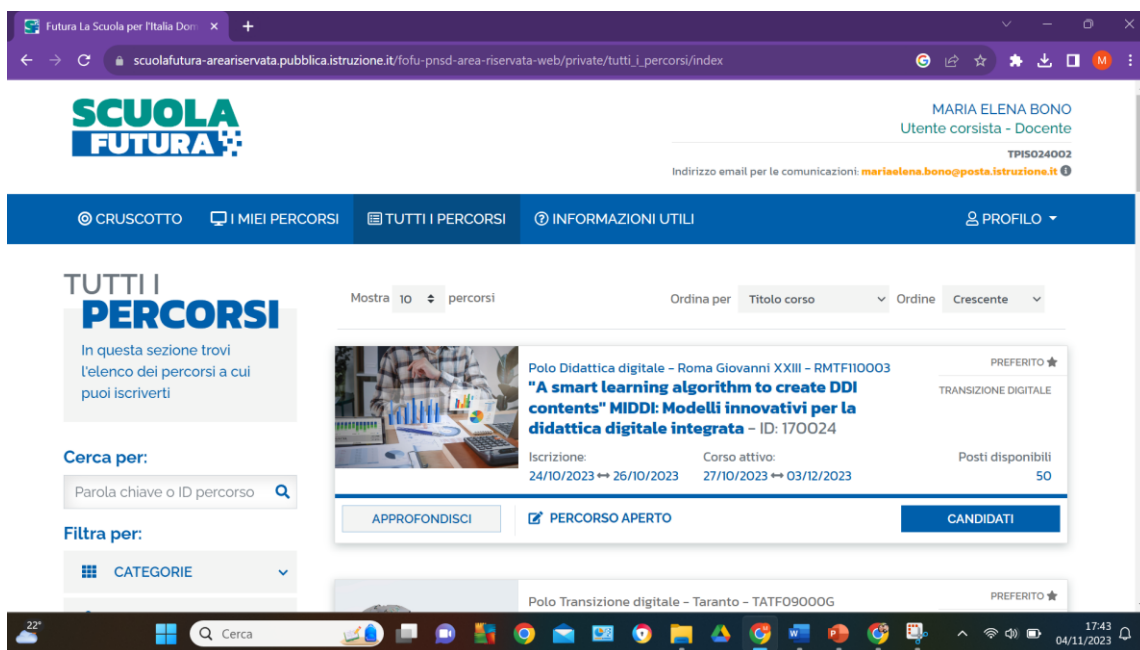 Futura La Scuola per l'Italia Dom
scuolafutura-areariservata.pubblica.istruzione.it/fofu-pnsd-area-riservata-web/private/tutti_i_percorsi/index
M
SCUOLA
FUTURA
MARIA ELENA BONO
Utente corsista - Docente
TPIS024002
Indirizzo email per le comunicazioni: mariaelena.bono@posta.istruzione.it
CRUSCOTTO I MIEI PERCORSI TUTTI I PERCORSI INFORMAZIONI UTILI PROFILO
TUTTI I
PERCORSI
In questa sezione trovi
l'elenco dei percorsi a cui
puoi iscriverti
Mostra 10 percorsi Ordina per Titolo corso Ordine Crescente
Polo Didattica digitale - Roma Giovanni XXIII - RMTF110003
"A smart learning algorithm to create DDI
contents" MIDDI: Modelli innovativi per la
didattica digitale integrata - ID: 170024
PREFERITO
TRANSIZIONE DIGITALE
Iscrizione: Corso attivo: Posti disponibili
24/10/2023 ↔ 26/10/2023 27/10/2023 ↔ 03/12/2023 50
APPROFONDISCI PERCORSO APERTO CANDIDATI
Cerca per:
Parola chiave o ID percorso
Filtra per:
CATEGORIE
Polo Transizione digitale - Taranto - TATF09000G
PREFERITO
22°
Cerca
17:43
04/11/2023